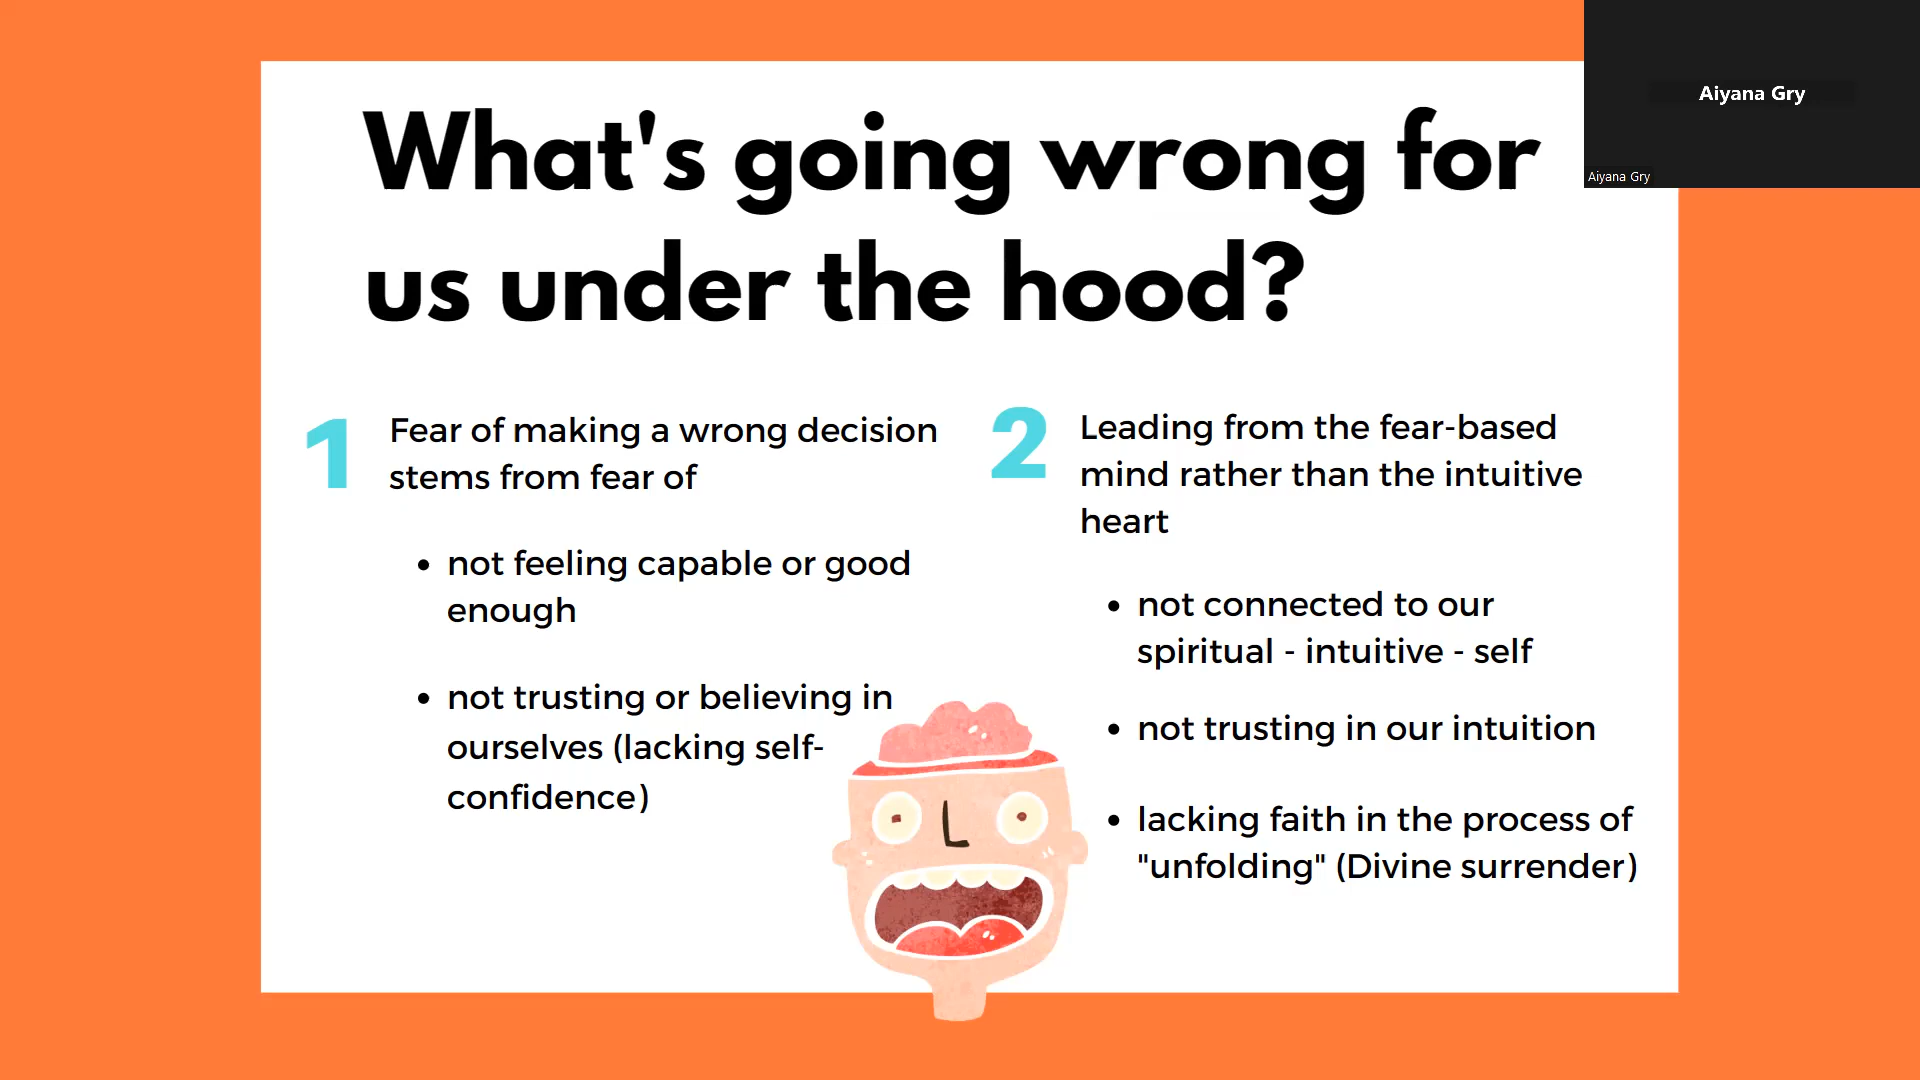 Aiyana Gry
Aiyana Gry
What's going wrong for
us under the hood?
1
Fear of making a wrong decision
stems from fear of
• not feeling capable or good
enough
• not trusting or believing in
ourselves (lacking self-
confidence)
2
Leading from the fear-based
mind rather than the intuitive
heart
• not connected to our
spiritual - intuitive - self
• not trusting in our intuition
• lacking faith in the process of
"unfolding" (Divine surrender)